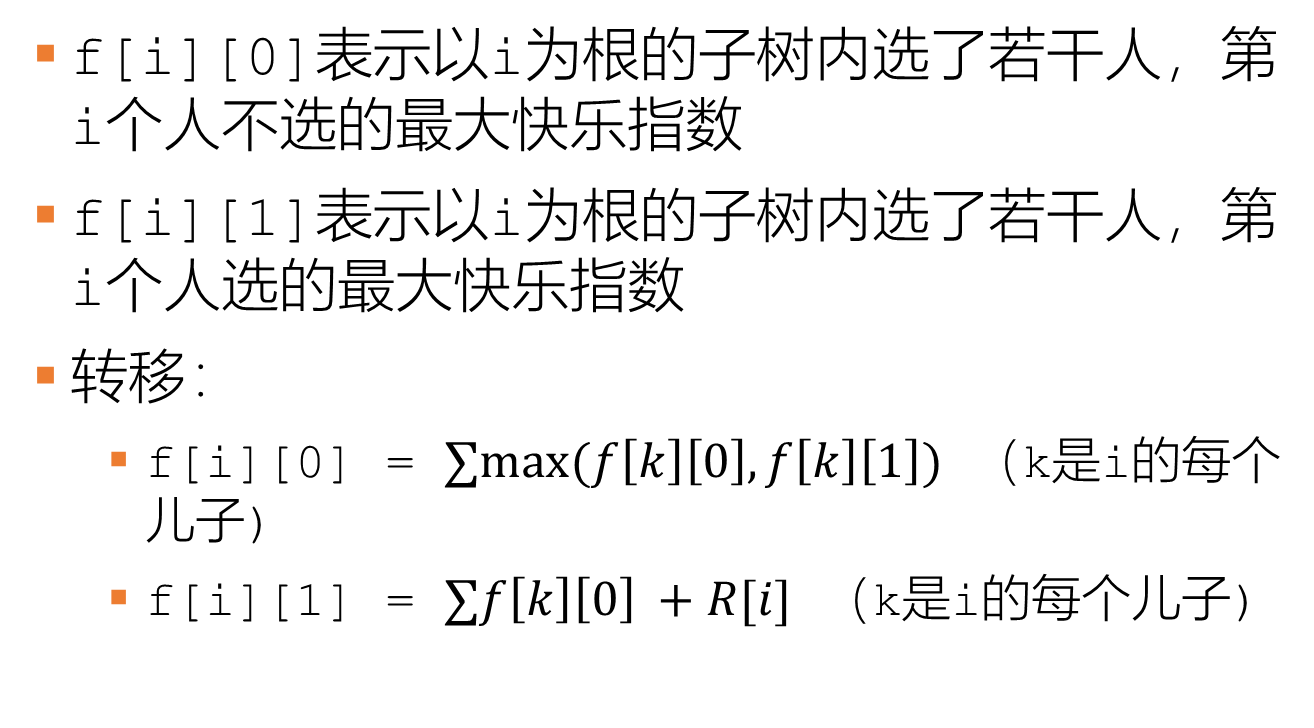 f[i][0]表示以i为根的子树内选了若干人，第
i个人不选的最大快乐指数
f[i][1]表示以i为根的子树内选了若干人，第
i个人选的最大快乐指数
转移：
f[i][0] = ∑max(f[k][0],f[k][1]) （k是i的每个
儿子）
f[i][1] = ∑f[k][0] + R[i] （k是i的每个儿子）